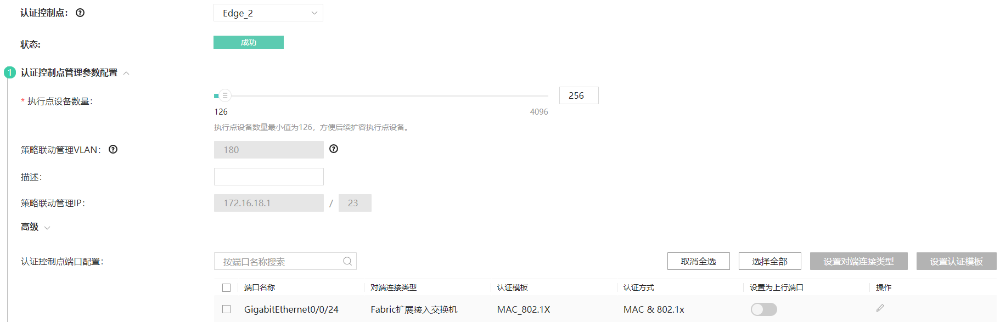 认证控制点：
Edge_2
状态:
成功
1 认证控制点管理参数配置
* 执行点设备数量：
256
126 4096
执行点设备数量最小值为126，方便后续扩容执行点设备。
策略联动管理VLAN：
180
描述：
策略联动管理IP：
172.16.18.1 / 23
高级
认证控制点端口配置：
按端口名称搜索
取消全选 选择全部 设置对端连接类型 设置认证模板
端口名称 对端连接类型 认证模板 认证方式 设置为上行端口 操作
GigabitEthernet0/0/24 Fabric扩展接入交换机 MAC_802.1X MAC & 802.1x